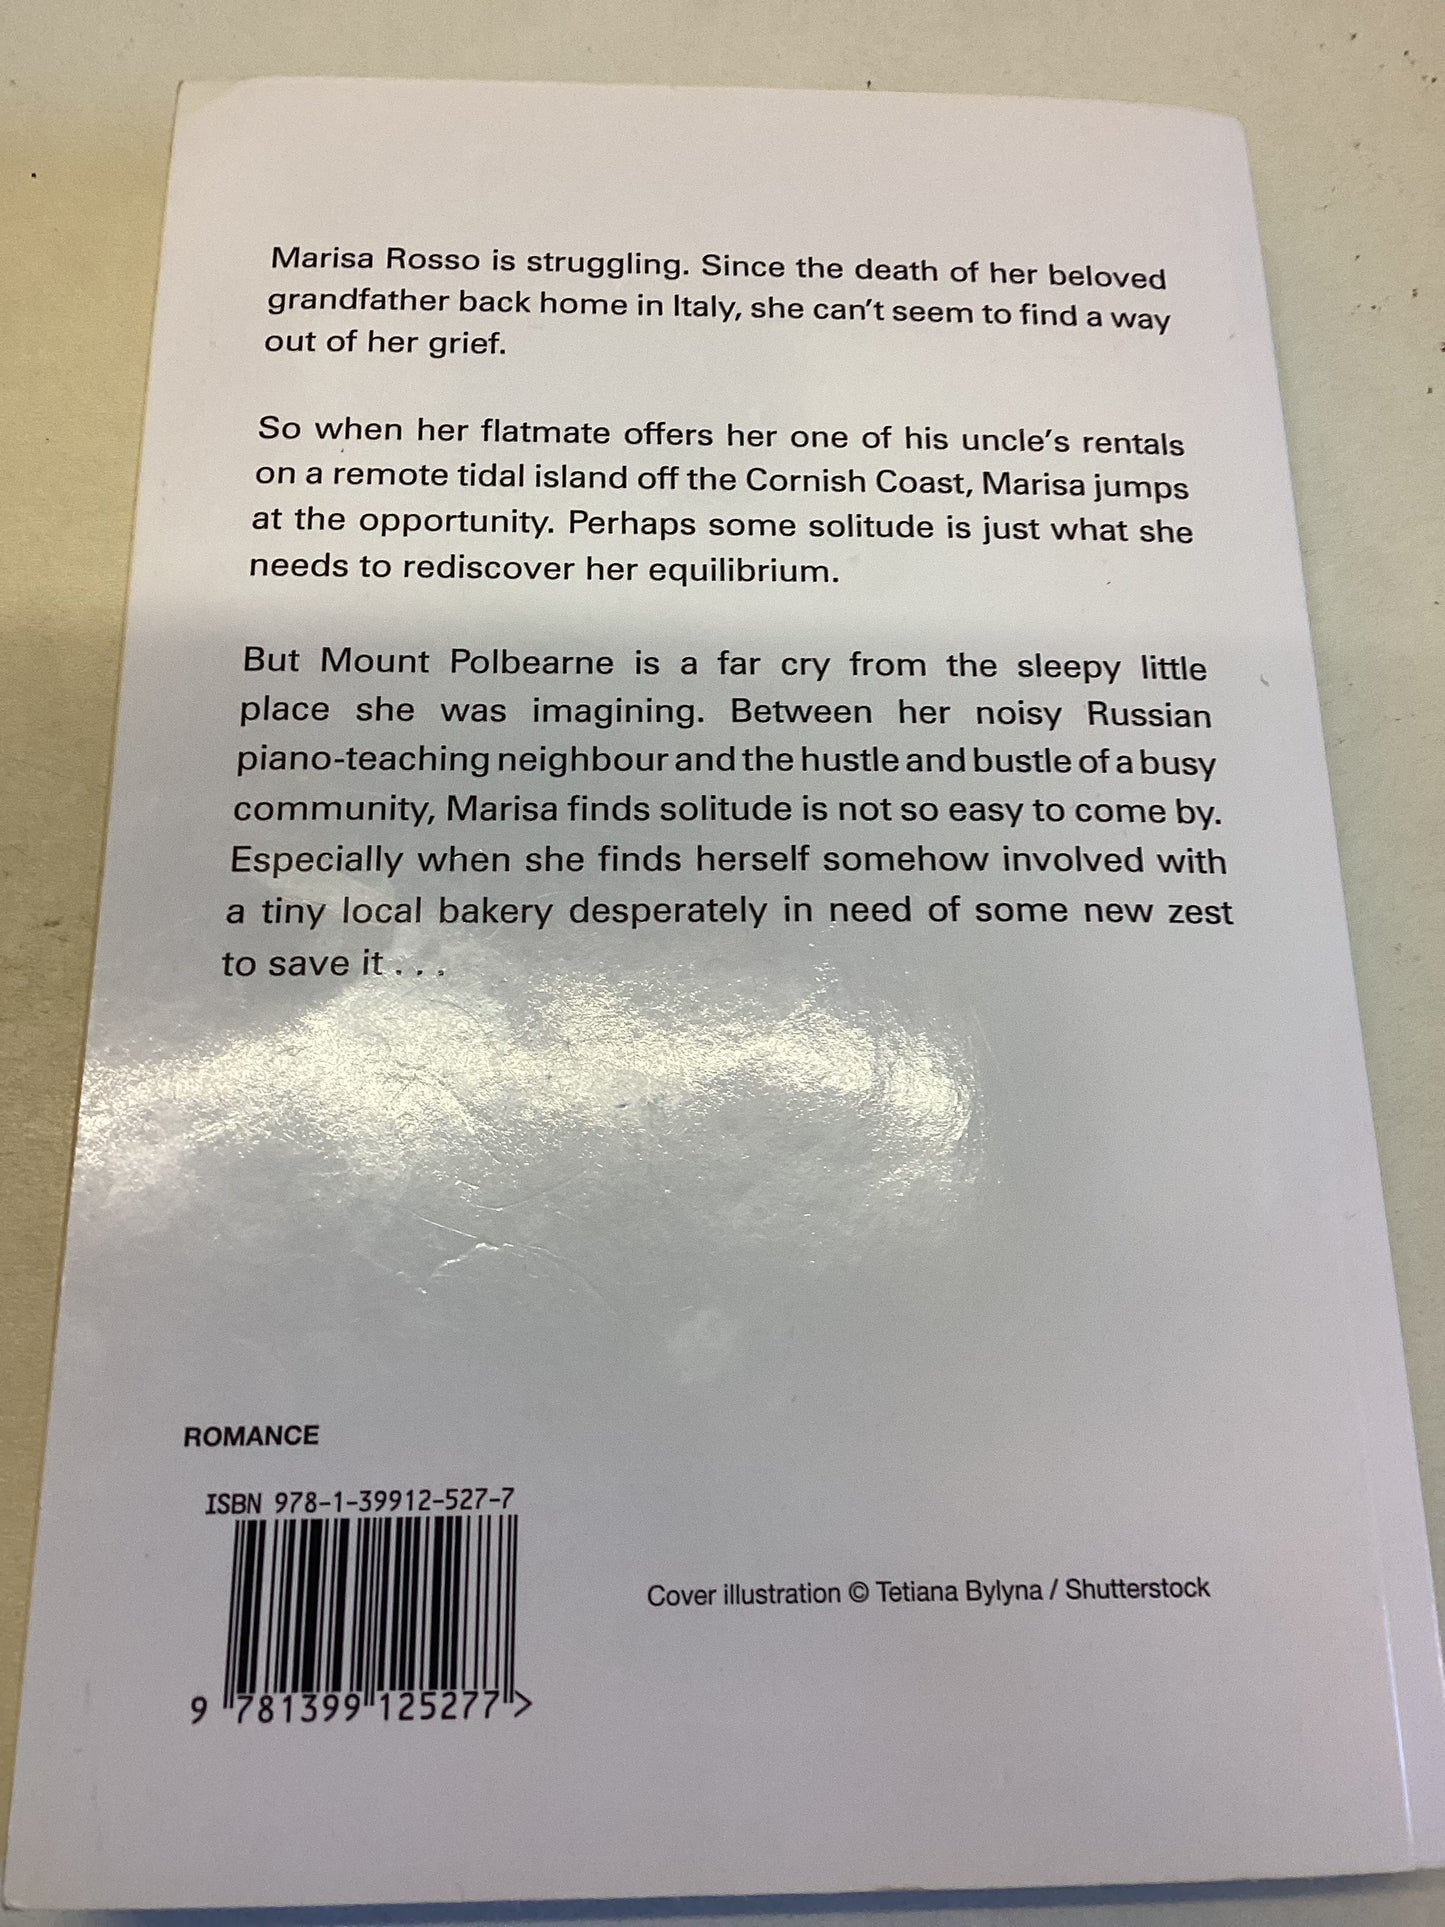 Marisa Rosso is struggling. Since the death of her beloved
grandfather back home in Italy, she can't seem to find a way
out of her grief.
So when her flatmate offers her one of his uncle's rentals
on a remote tidal island off the Cornish Coast, Marisa jumps
at the opportunity. Perhaps some solitude is just what she
needs to rediscover her equilibrium.
But Mount Polbearne is a far cry from the sleepy little
place she was imagining. Between her noisy Russian
piano-teaching neighbour and the hustle and bustle of a busy
community, Marisa finds solitude is not so easy to come by.
Especially when she finds herself somehow involved with
a tiny local bakery desperately in need of some new zest
to save it . . .
ROMANCE
ISBN 978-1-39912-527-7
Cover illustration © Tetiana Bylyna / Shutterstock
9 781399 125277 >